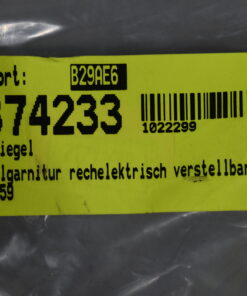 ort: B29AE6
374233
1022299
iegel
lgarnitur rechelektrisch verstellbar
59